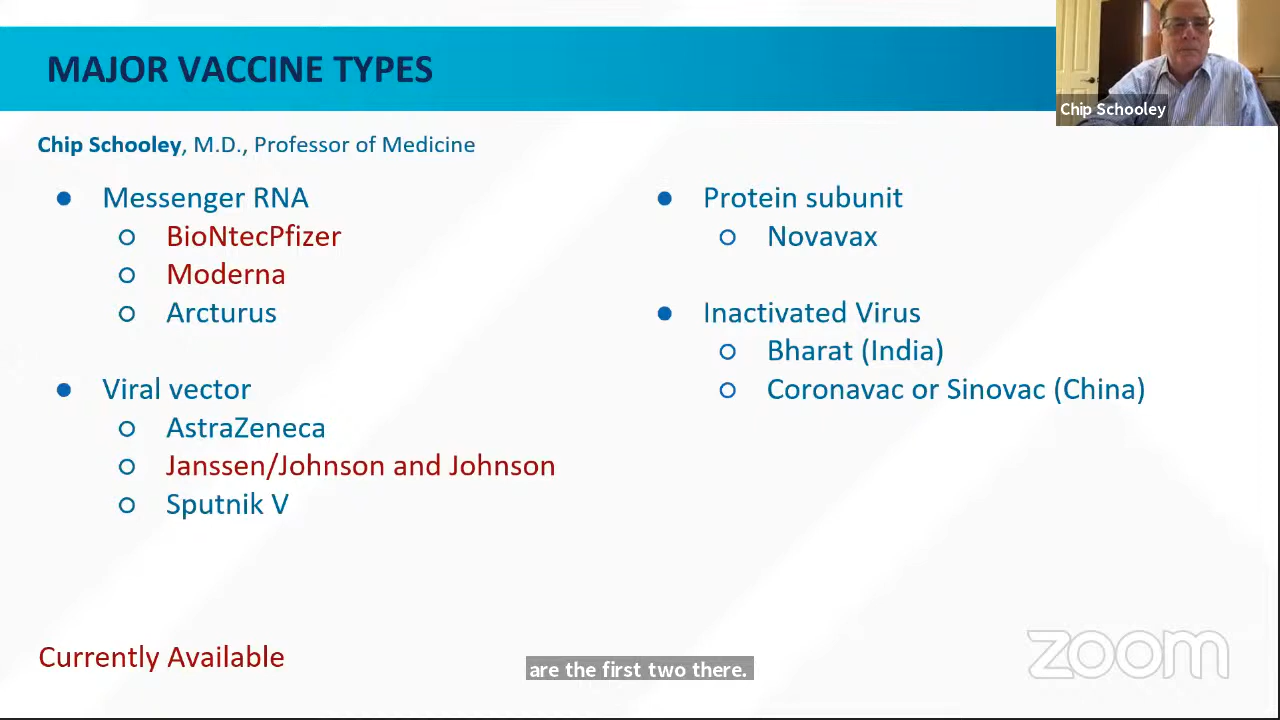 MAJOR VACCINE TYPES
Chip Schooley
Chip Schooley, M.D., Professor of Medicine
Messenger RNA
BioNtecPfizer
Moderna
Arcturus
Viral vector
AstraZeneca
Janssen/Johnson and Johnson
Sputnik V
Protein subunit
Novavax
Inactivated Virus
Bharat (India)
Coronavac or Sinovac (China)
Currently Available
are the first two there.
zoom